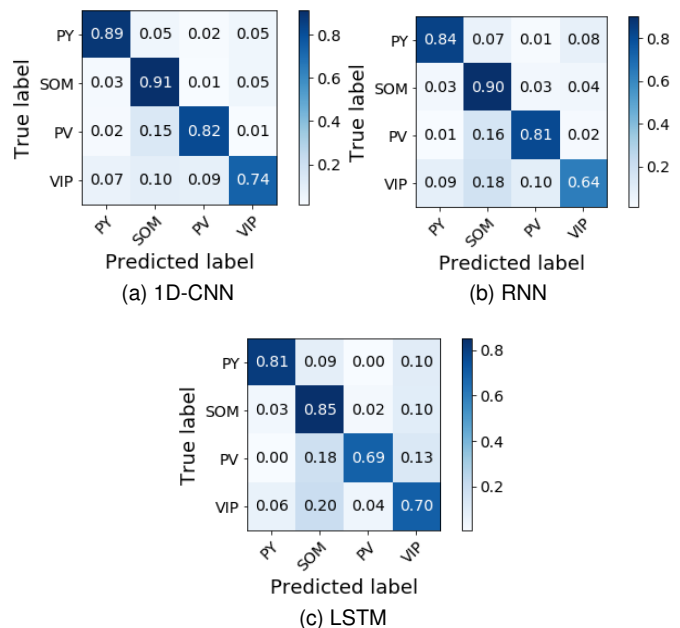 PY 0.89 0.05 0.02 0.05
SOM 0.03 0.91 0.01 0.05
PV 0.02 0.15 0.82 0.01
VIP 0.07 0.10 0.09 0.74
PY SOM PV VIP
True label
Predicted label
0.8
0.6
0.4
0.2
(a) 1D-CNN
PY 0.84 0.07 0.01 0.08
SOM 0.03 0.90 0.03 0.04
PV 0.01 0.16 0.81 0.02
VIP 0.09 0.18 0.10 0.64
PY SOM PV VIP
True label
Predicted label
0.8
0.6
0.4
0.2
(b) RNN
PY 0.81 0.09 0.00 0.10
SOM 0.03 0.85 0.02 0.10
PV 0.00 0.18 0.69 0.13
VIP 0.06 0.20 0.04 0.70
PY SOM PV VIP
True label
Predicted label
0.8
0.6
0.4
0.2
(c) LSTM